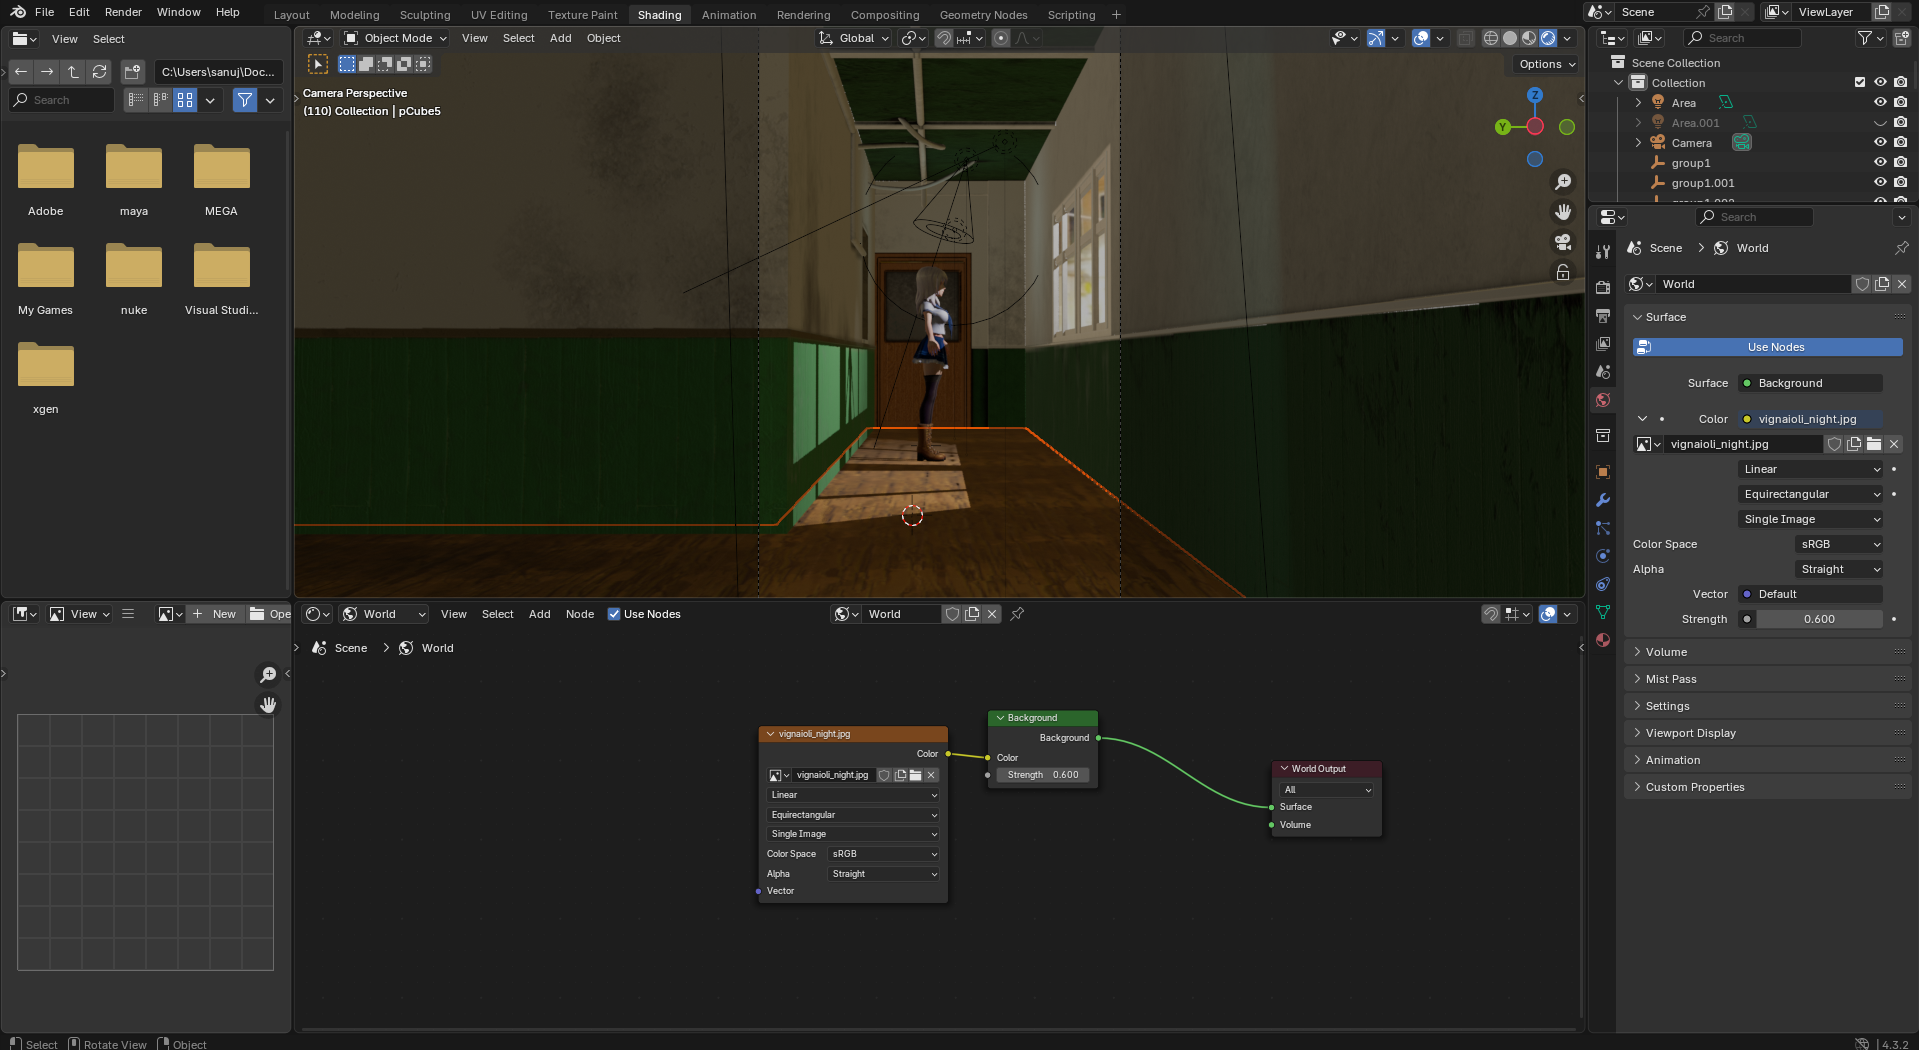 File Edit Render Window Help
Layout Modeling Sculpting UV Editing Texture Paint Shading Animation Rendering Compositing Geometry Nodes Scripting +
Scene
ViewLayer
View Select
C:\Users\sanuj\Doc...
Search
Adobe maya MEGA
My Games nuke Visual Studi...
xgen
Object Mode View Select Add Object
Global
Options
Camera Perspective
(110) Collection | pCube5
Z
Y
Search
Scene Collection
Collection
Area
Area.001
Camera
group1
group1.001
Search
Scene > World
World
Surface
Use Nodes
Surface Background
Color vignaioli_night.jpg
vignaioli_night.jpg
Linear
Equirectangular
Single Image
Color Space sRGB
Alpha Straight
Vector Default
Strength 0.600
Volume
Mist Pass
Settings
Viewport Display
Animation
Custom Properties
View
New
Ope
World View Select Add Node Use Nodes
World
Scene > World
vignaioli_night.jpg
Color
vignaioli_night.jpg
Linear
Equirectangular
Single Image
Color Space sRGB
Alpha Straight
Vector
Background
Background
Color
Strength 0.600
World Output
All
Surface
Volume
Select Rotate View Object
4.3.2